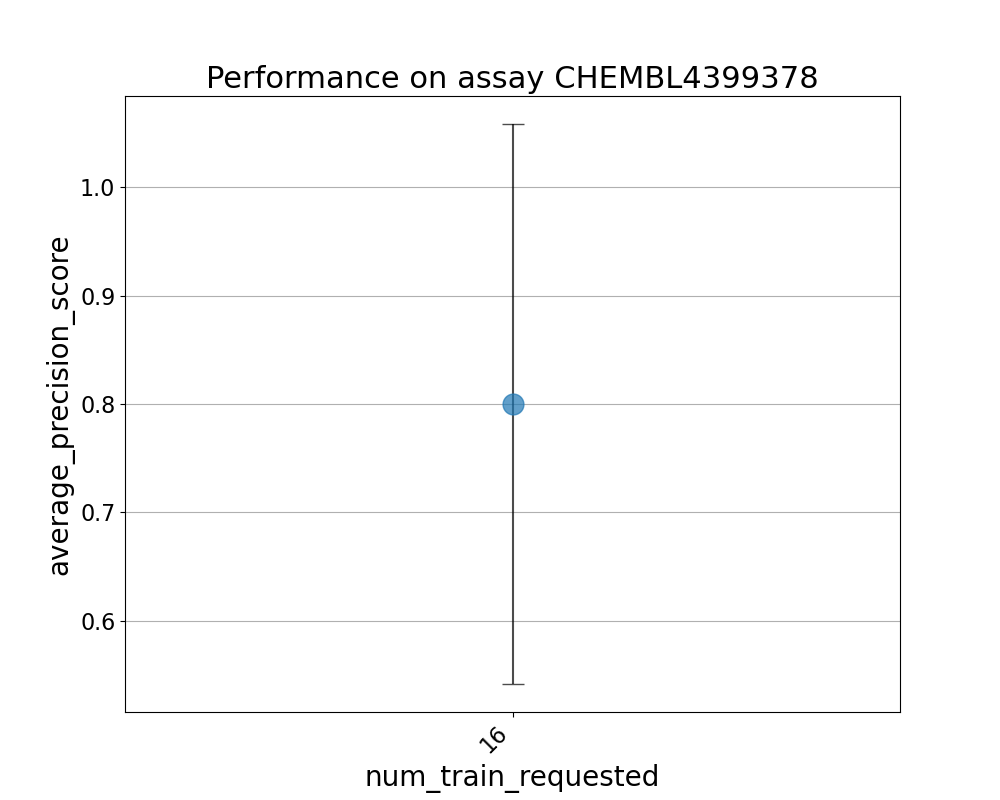 Performance on assay CHEMBL4399378
1.0
0.9
0.8
0.7
0.6
average_precision_score
16
num_train_requested